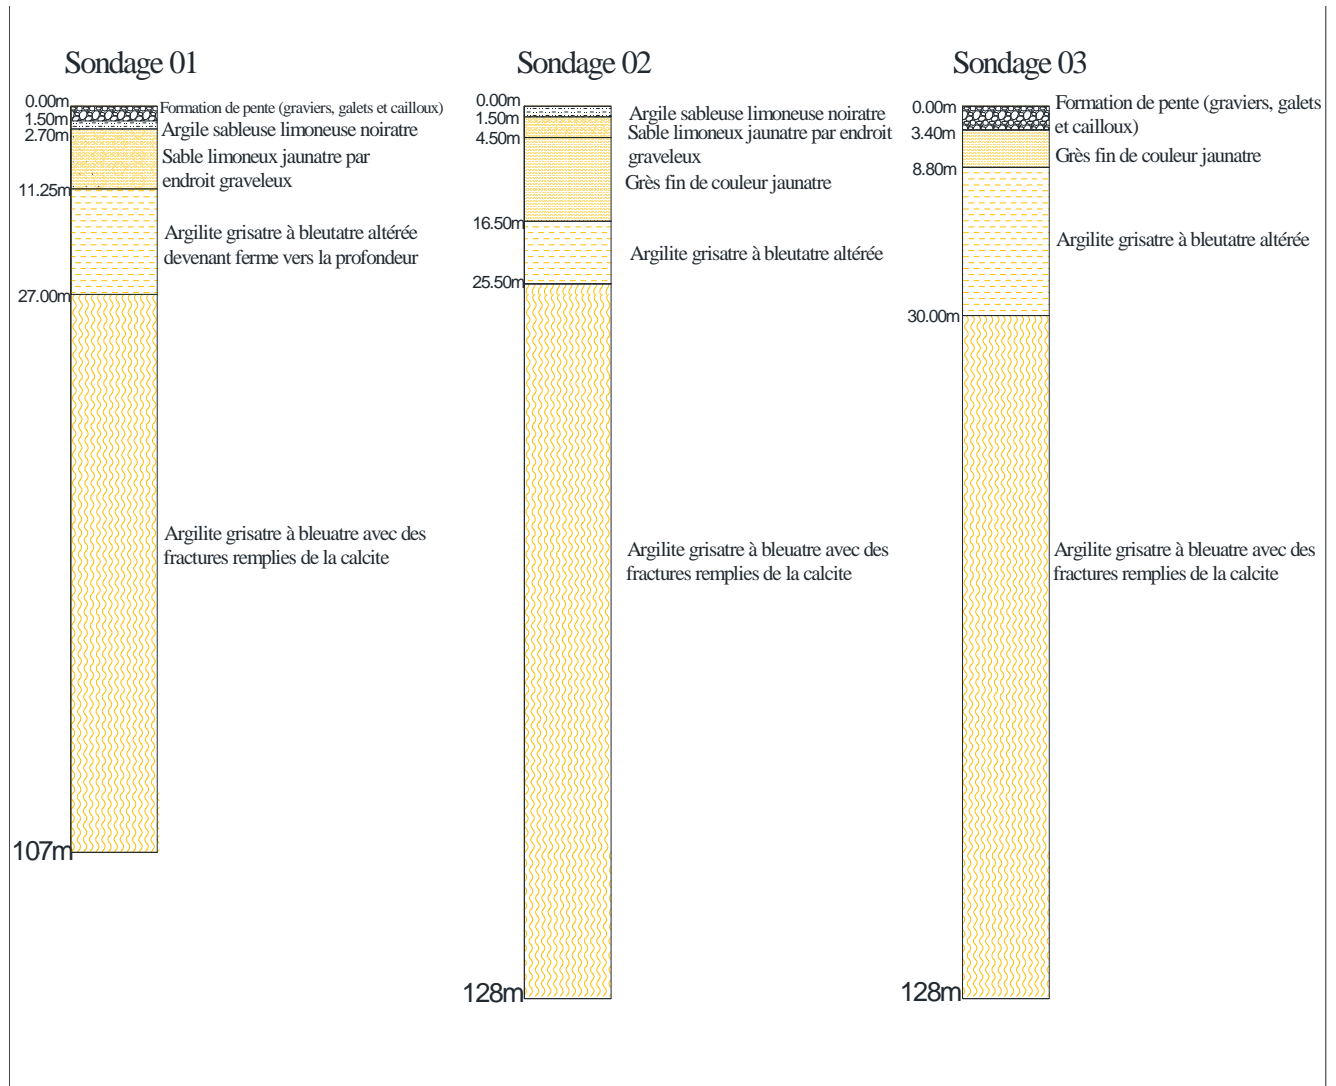 Sondage 01
0.00m
Formation de pente (graviers, galets et cailloux)
1.50m
Argile sableuse limoneuse noiratre
2.70m
Sable limoneux jaunatre par
endroit graveleux
11.25m
Argilite grisatre à bleutatre altérée
devenant ferme vers la profondeur
27.00m
Argilite grisatre à bleuatre avec des
fractures remplies de la calcite
107m
Sondage 02
0.00m
Argile sableuse limoneuse noiratre
1.50m
Sable limoneux jaunatre par endroit
graveleux
4.50m
Grès fin de couleur jaunatre
16.50m
Argilite grisatre à bleutatre altérée
25.50m
Argilite grisatre à bleuatre avec des
fractures remplies de la calcite
128m
Sondage 03
0.00m
Formation de pente (graviers, galets
et cailloux)
3.40m
Grès fin de couleur jaunatre
8.80m
Argilite grisatre à bleutatre altérée
30.00m
Argilite grisatre à bleuatre avec des
fractures remplies de la calcite
128m